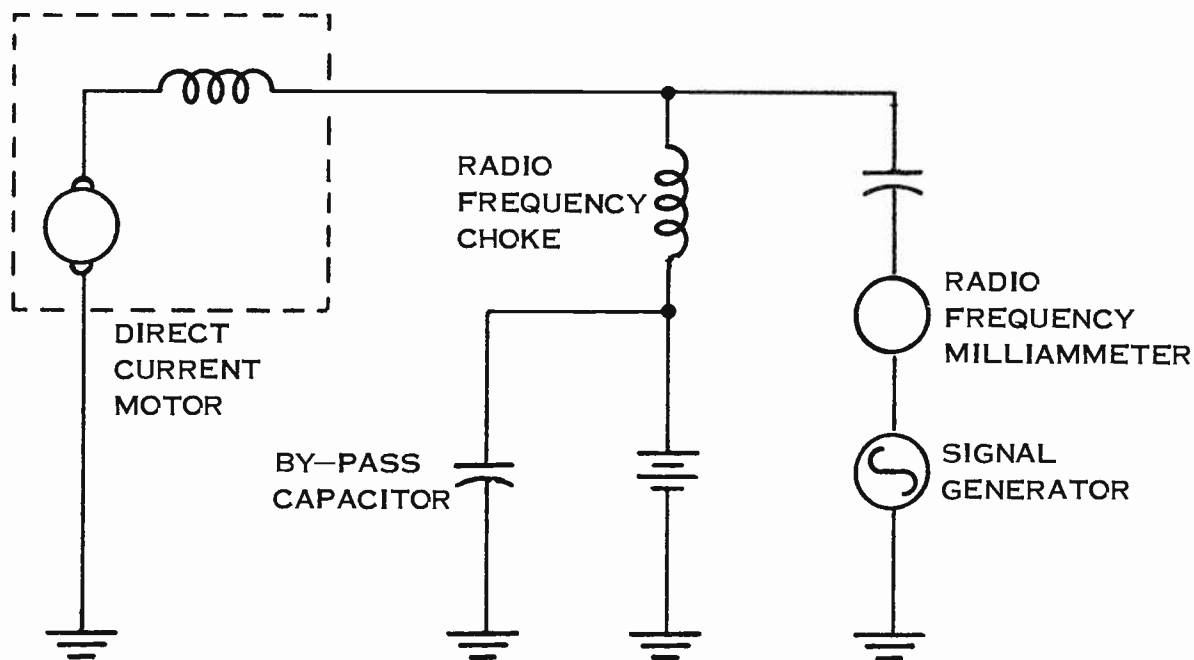 DIRECT
CURRENT
MOTOR
RADIO
FREQUENCY
CHOKE
BY—PASS
CAPACITOR
RADIO
FREQUENCY
MILLIAMMETER
SIGNAL
GENERATOR